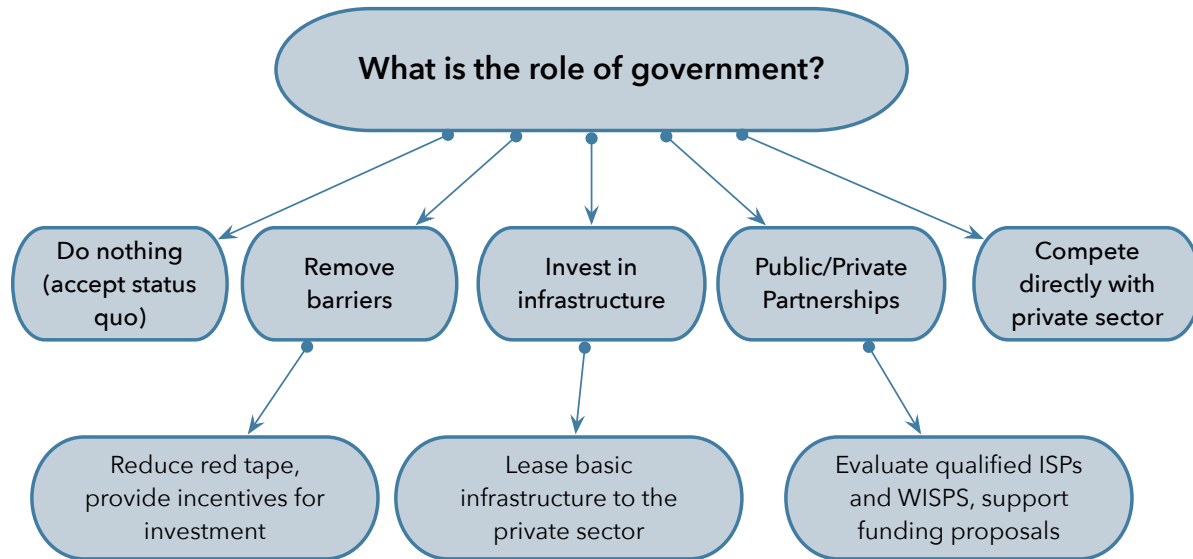 What is the role of government?
Do nothing
(accept status
quo)
Remove
barriers
Invest in
infrastructure
Public/Private
Partnerships
Compete
directly with
private sector
Reduce red tape,
provide incentives for
investment
Lease basic
infrastructure to the
private sector
Evaluate qualified ISPs
and WISPS, support
funding proposals